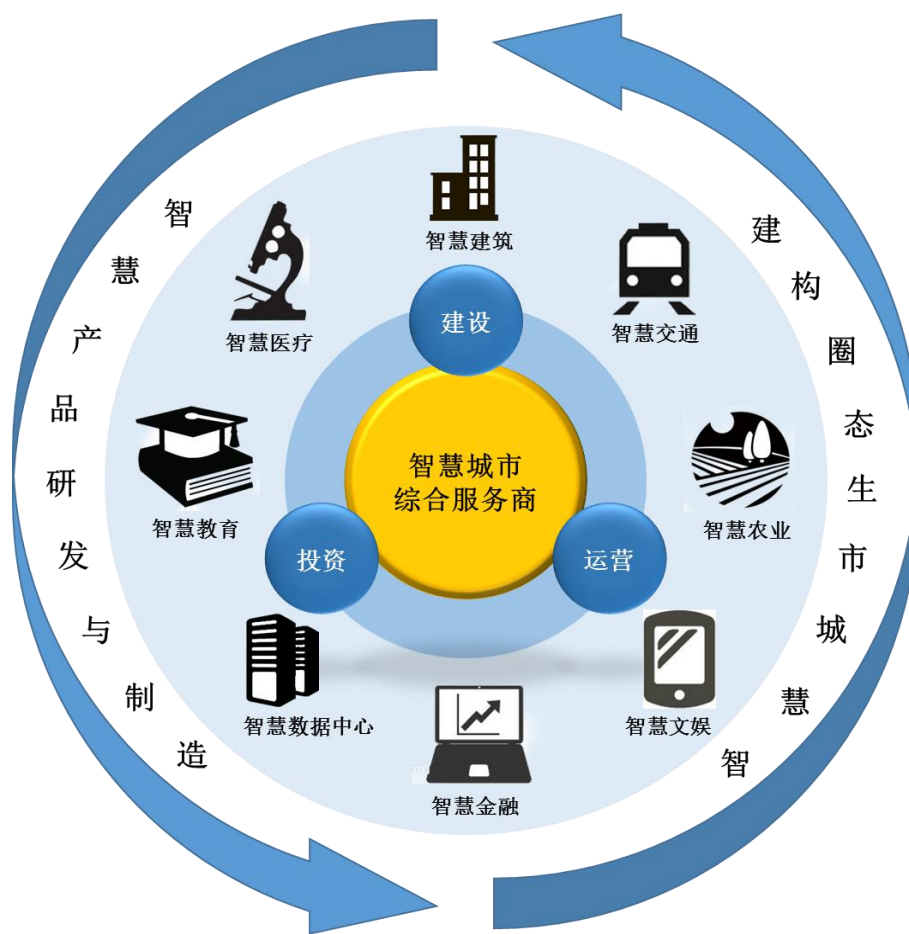 智慧产品研发与制造
智慧城市生态圈构建
智慧建筑
智慧医疗
智慧交通
建设
智慧城市
综合服务商
智慧教育
智慧农业
投资
运营
智慧数据中心
智慧文娱
智慧金融